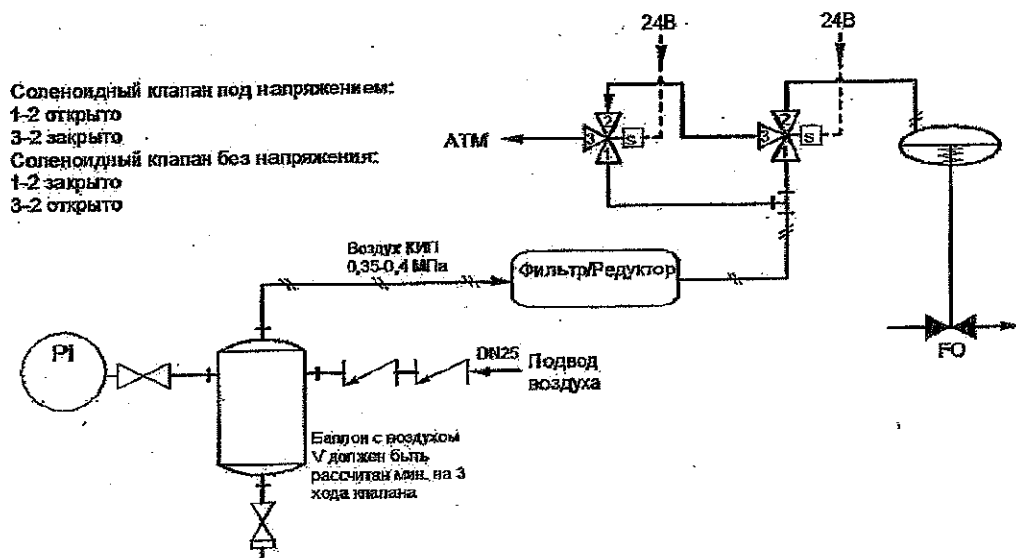 24В
24В
Соленоидный клапан под напряжением:
1-2 открыто
3-2 закрыто
Соленоидный клапан без напряжения:
1-2 закрыто
3-2 открыто
АТМ
2
3
1
S
2
3
1
S
Воздух КИП
0,35-0,4 МПа
Фильтр/Редуктор
PI
DN25
Подвод
воздуха
FO
Баллон с воздухом
V должен быть
рассчитан мин. на 3
хода клапана